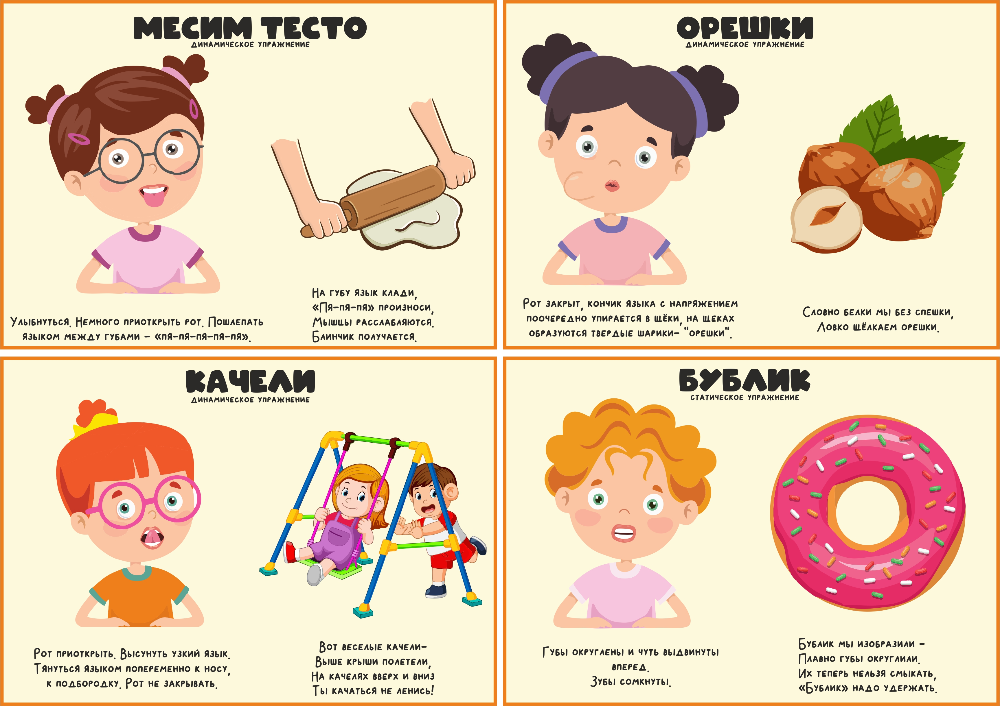 МЕСИМ ТЕСТО
ДИНАМИЧЕСКОЕ УПРАЖНЕНИЕ
Улыбнуться. Немного приоткрыть рот. Пошлепать
языком между губами – «пя-пя-пя-пя-пя».
На губу язык клади,
«Пя-пя-пя» произноси,
Мышцы расслабляются.
Блинчик получается.
ОРЕШКИ
ДИНАМИЧЕСКОЕ УПРАЖНЕНИЕ
Рот закрыт, кончик языка с напряжением
поочередно упирается в щёки, на щеках
образуются твердые шарики- "орешки".
Словно белки мы без спешки,
Ловко щёлкаем орешки.
КАЧЕЛИ
ДИНАМИЧЕСКОЕ УПРАЖНЕНИЕ
Рот приоткрыть. Высунуть узкий язык.
Тянуться языком попеременно к носу,
к подбородку. Рот не закрывать.
Вот веселые качели-
Выше крыши полетели,
На качелях вверх и вниз
Ты качаться не ленись!
БУБЛИК
СТАТИЧЕСКОЕ УПРАЖНЕНИЕ
Губы округлены и чуть выдвинуты
вперед.
Зубы сомкнуты.
Бублик мы изобразили –
Плавно губы округлили.
Их теперь нельзя смыкать,
«Бублик» надо удержать.